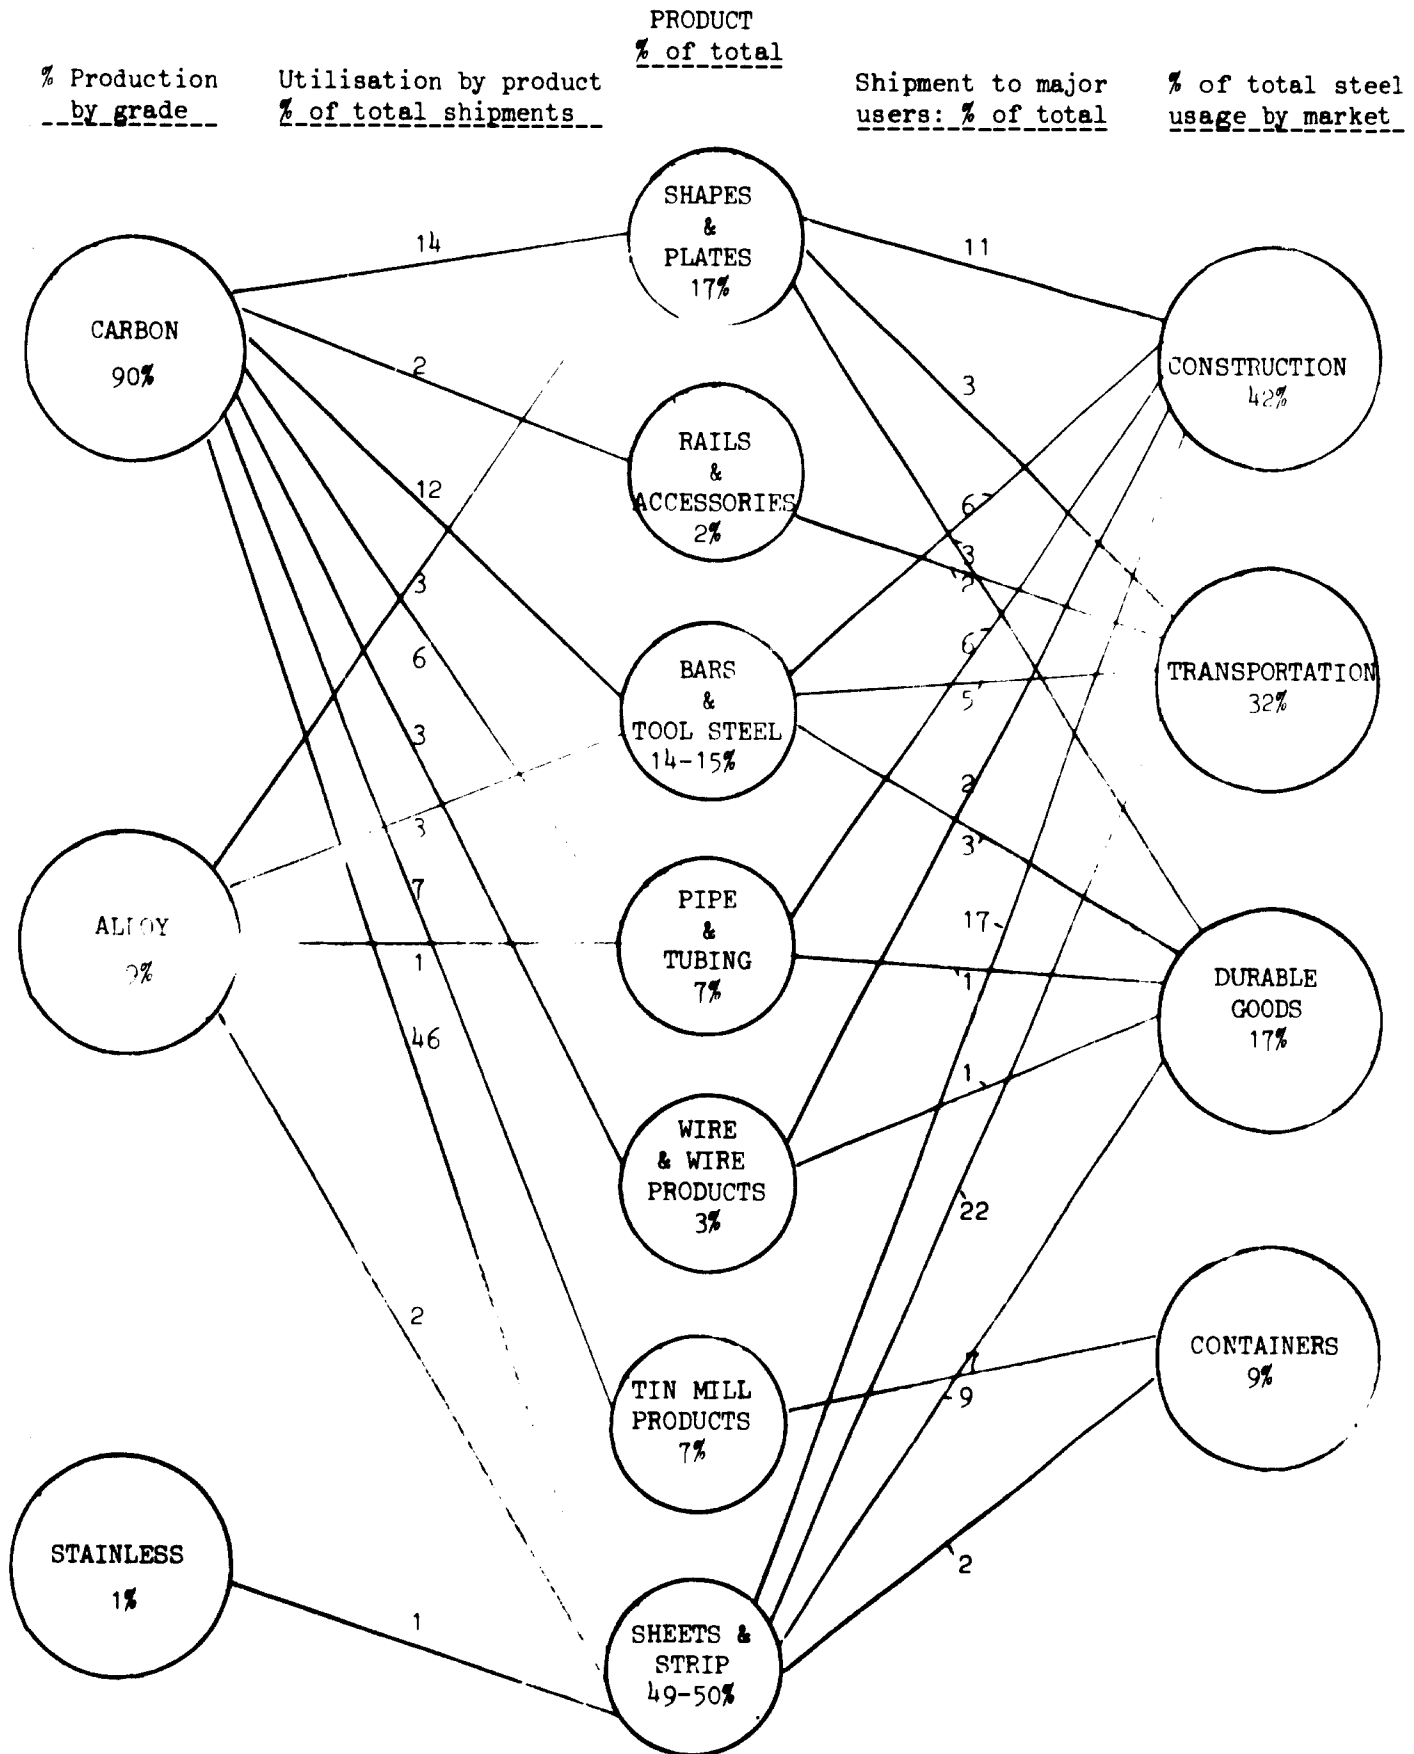 PRODUCT
% of total
% Production
by grade
Utilisation by product
% of total shipments
Shipment to major
users: % of total
% of total steel
usage by market
SHAPES
&
PLATES
17%
14
11
CARBON
90%
CONSTRUCTION
42%
2
3
RAILS
&
ACCESSORIES
2%
12
6
3
2
3
6
6
5
BARS
&
TOOL STEEL
14-15%
TRANSPORTATION
32%
3
2
3
3
7
PIPE
&
TUBING
7%
17
ALLOY
9%
1
1
DURABLE
GOODS
17%
46
1
WIRE
& WIRE
PRODUCTS
3%
22
2
7
9
TIN MILL
PRODUCTS
7%
CONTAINERS
9%
STAINLESS
1%
1
2
SHEETS &
STRIP
49-50%